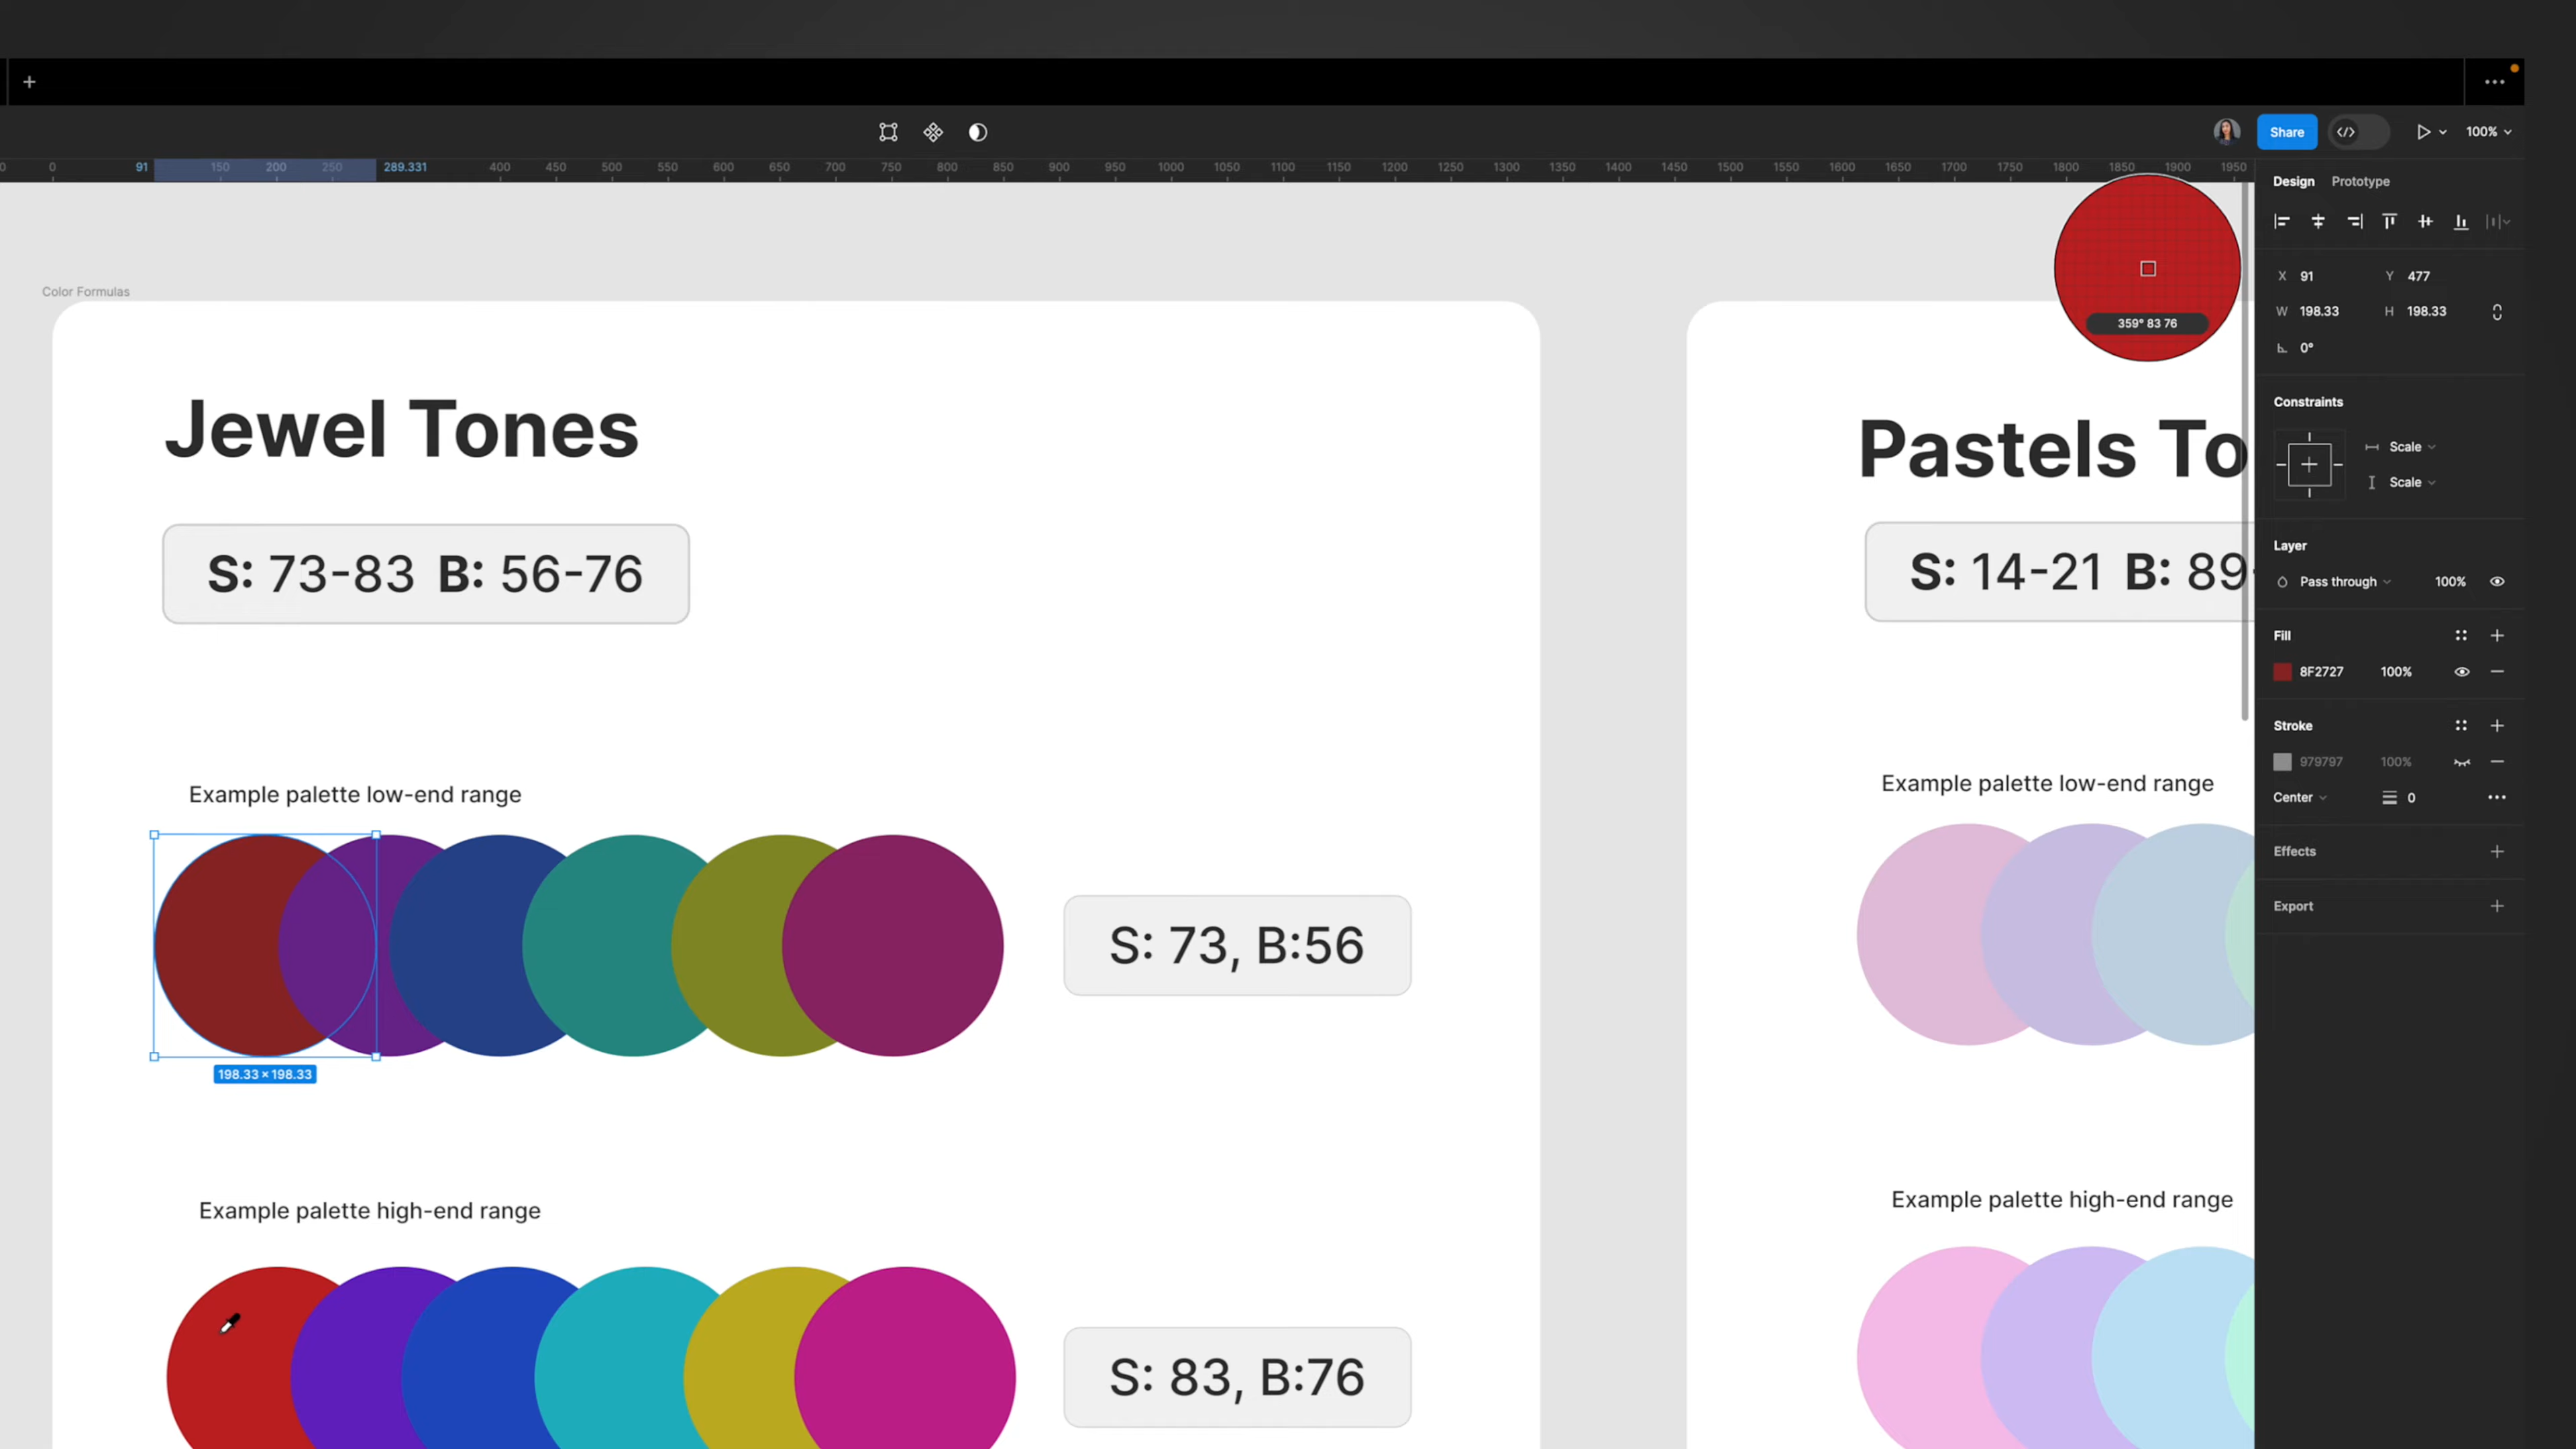 Share
100%
0
91
150
200
250
289.331
400
450
500
550
600
650
700
750
800
850
900
950
1000
1050
1100
1150
1200
1250
1300
1350
1400
1450
1500
1550
1600
1650
1700
1750
1800
1850
1900
1950
Design Prototype
X 91 Y 477
W 198.33 H 198.33
0°
Constraints
Scale
Scale
Layer
Pass through 100%
Fill
8F2727 100%
Stroke
979797 100%
Center 0
Effects
Export
Color Formulas
359° 83 76
Jewel Tones
S: 73-83 B: 56-76
Example palette low-end range
S: 73, B:56
198.33 × 198.33
Example palette high-end range
S: 83, B:76
Pastels To
S: 14-21 B: 89-
Example palette low-end range
Example palette high-end range